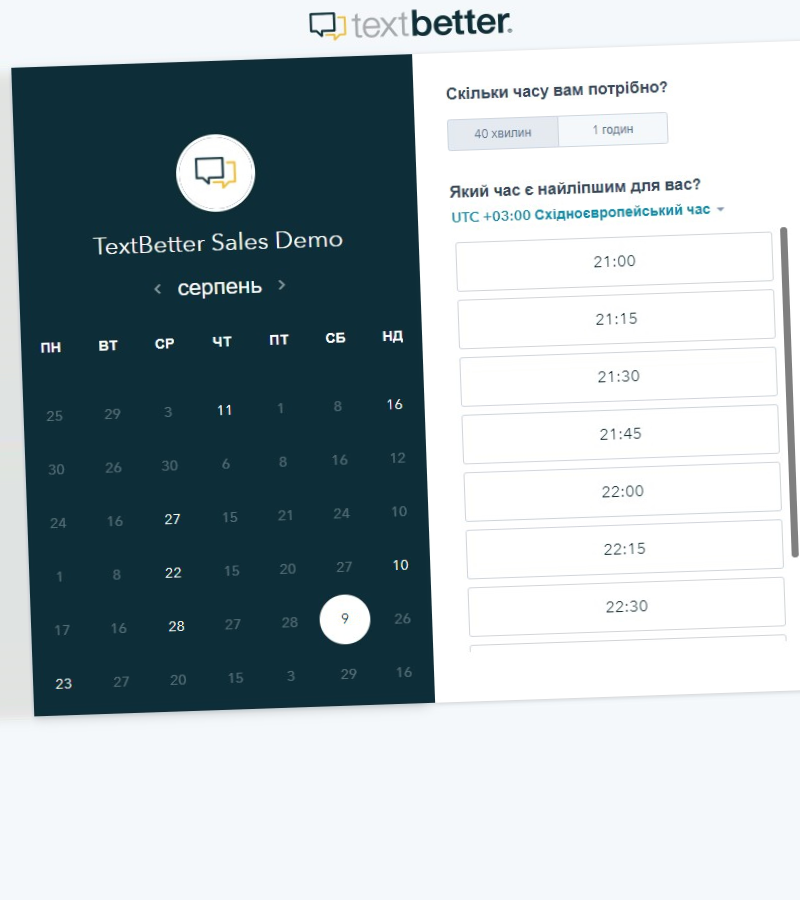 textbetter.
TextBetter Sales Demo
серпень
ПН ВТ СР ЧТ ПТ СБ НД
25 29 3 11 1 8 16
30 26 30 6 8 16 12
24 16 27 15 21 24 10
1 8 22 15 20 27 10
17 16 28 27 28 9 26
23 27 20 15 3 29 16
Скільки часу вам потрібно?
40 хвилин 1 годин
Який час є найліпшим для вас?
UTC +03:00 Східноєвропейський час
21:00
21:15
21:30
21:45
22:00
22:15
22:30